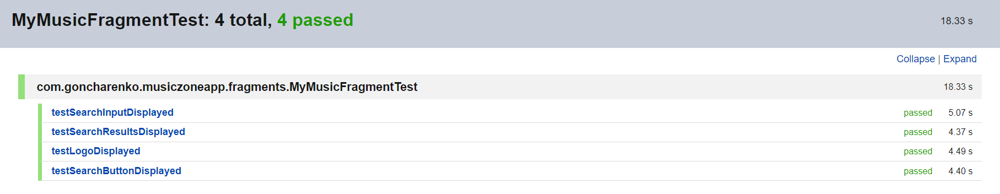 MyMusicFragmentTest: 4 total, 4 passed 18.33 s
Collapse | Expand
com.goncharenko.musiczoneapp.fragments.MyMusicFragmentTest 18.33 s
testSearchInputDisplayed passed 5.07 s
testSearchResultsDisplayed passed 4.37 s
testLogoDisplayed passed 4.49 s
testSearchButtonDisplayed passed 4.40 s